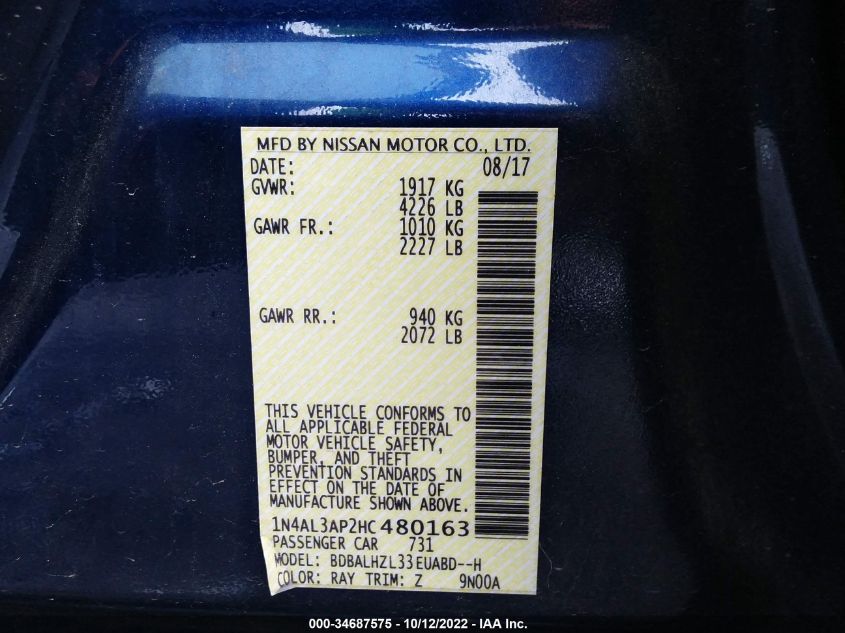 MFD BY NISSAN MOTOR CO., LTD.
DATE: 08/17
GVWR: 1917 KG
4226 LB
GAWR FR.: 1010 KG
2227 LB
GAWR RR.: 940 KG
2072 LB
THIS VEHICLE CONFORMS TO
ALL APPLICABLE FEDERAL
MOTOR VEHICLE SAFETY,
BUMPER, AND THEFT
PREVENTION STANDARDS IN
EFFECT ON THE DATE OF
MANUFACTURE SHOWN ABOVE.
1N4AL3AP2HC480163
PASSENGER CAR 731
MODEL: BDBALHZL33EUABD--H
COLOR: RAY TRIM: Z 9N00A
000-34687575 - 10/12/2022 - IAA Inc.